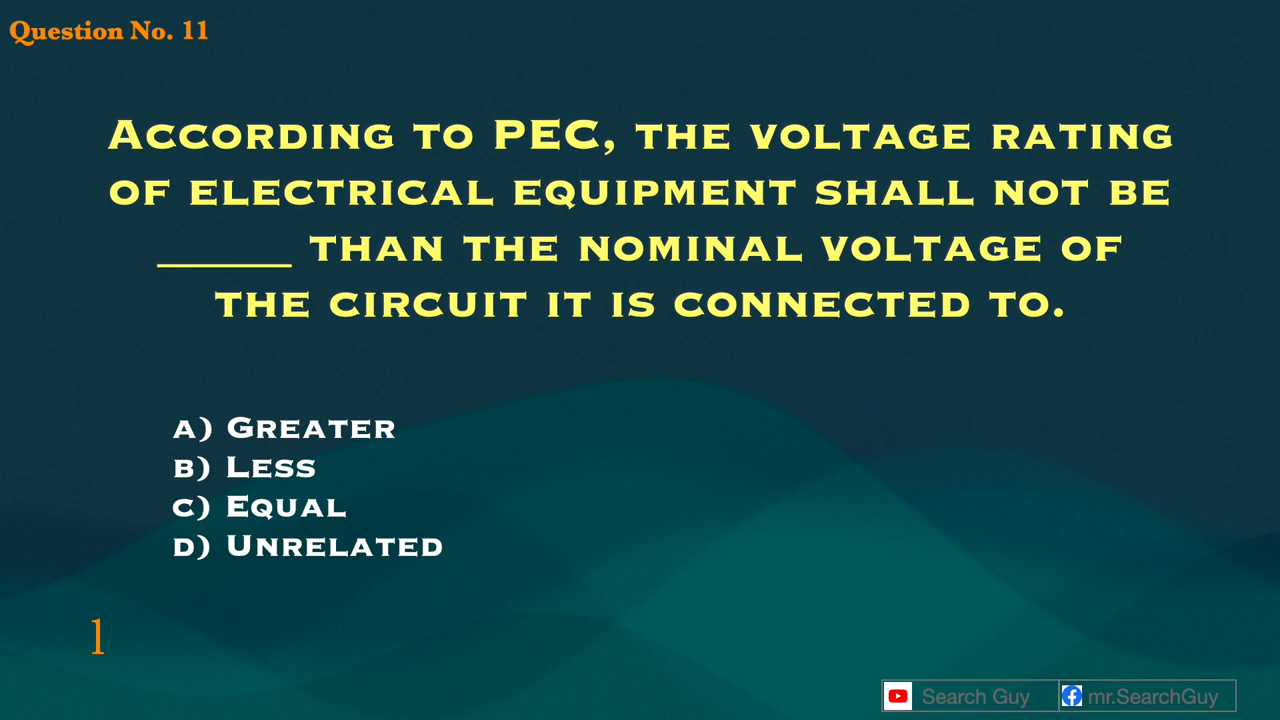 Question No. 11
According to PEC, the voltage rating
of electrical equipment shall not be
______ than the nominal voltage of
the circuit it is connected to.
a) Greater
b) Less
c) Equal
d) Unrelated
1
Search Guy mr.SearchGuy